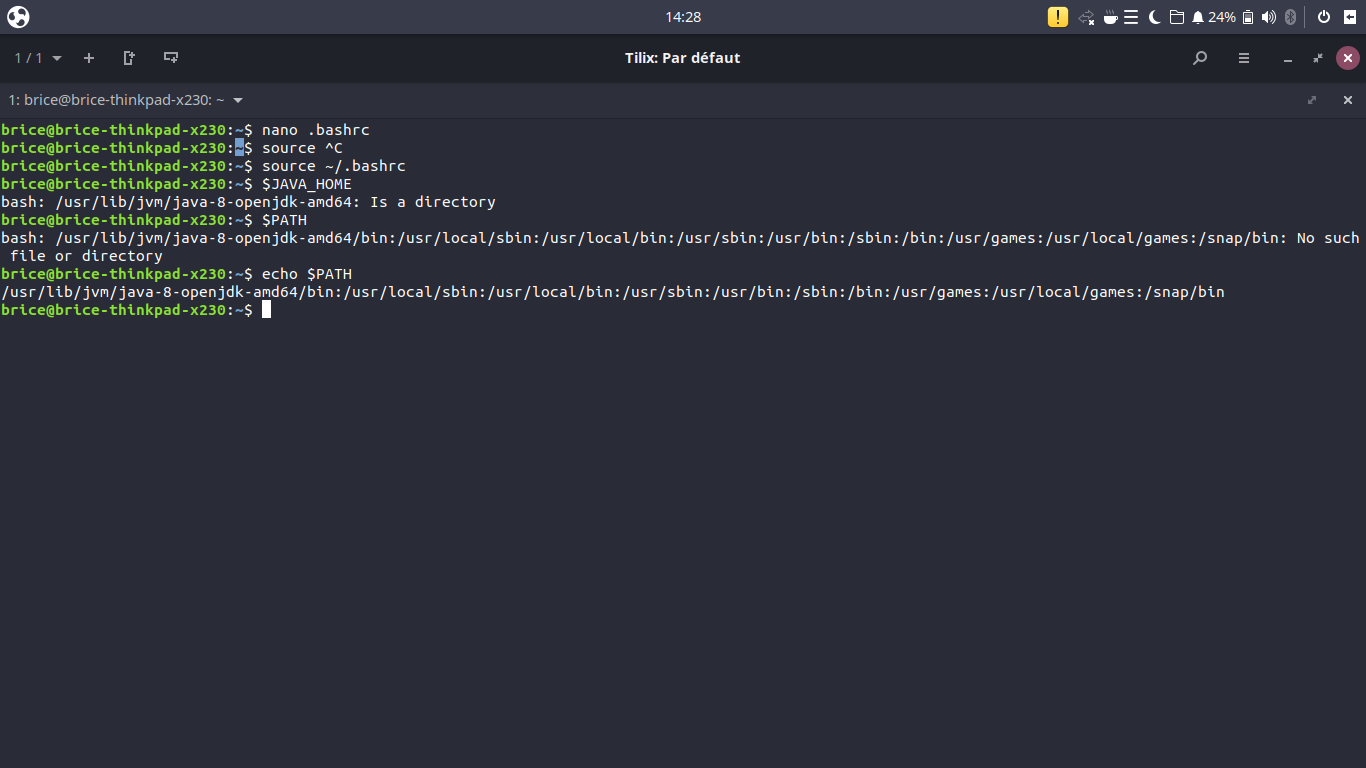 14:28
24%
1 / 1
Tilix: Par défaut
1: brice@brice-thinkpad-x230: ~
brice@brice-thinkpad-x230:~$ nano .bashrc
brice@brice-thinkpad-x230:~$ source ^C
brice@brice-thinkpad-x230:~$ source ~/.bashrc
brice@brice-thinkpad-x230:~$ $JAVA_HOME
bash: /usr/lib/jvm/java-8-openjdk-amd64: Is a directory
brice@brice-thinkpad-x230:~$ $PATH
bash: /usr/lib/jvm/java-8-openjdk-amd64/bin:/usr/local/sbin:/usr/local/bin:/usr/sbin:/usr/bin:/sbin:/bin:/usr/games:/usr/local/games:/snap/bin: No such
file or directory
brice@brice-thinkpad-x230:~$ echo $PATH
/usr/lib/jvm/java-8-openjdk-amd64/bin:/usr/local/sbin:/usr/local/bin:/usr/sbin:/usr/bin:/sbin:/bin:/usr/games:/usr/local/games:/snap/bin
brice@brice-thinkpad-x230:~$